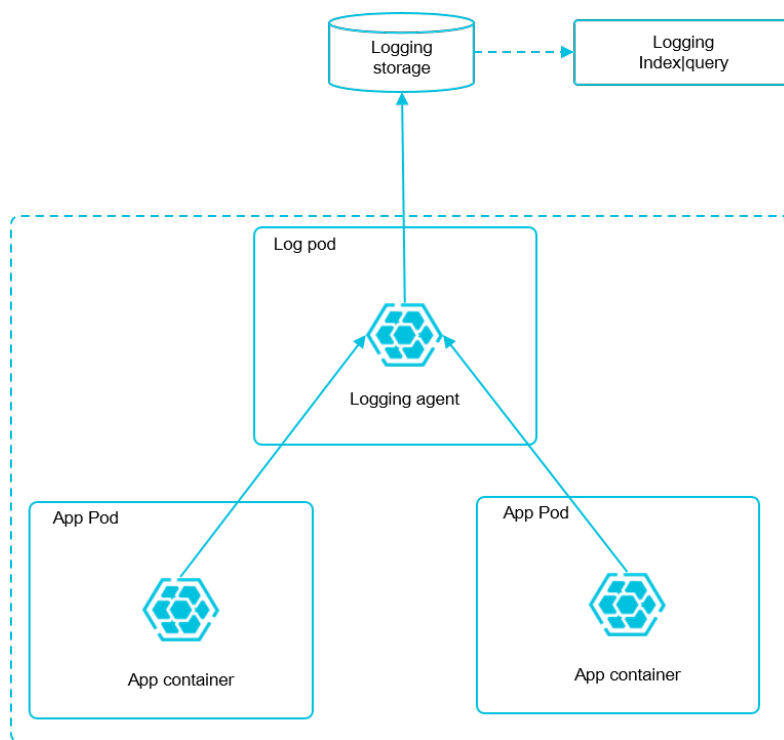 Logging
storage
Logging
Index|query
Log pod
Logging agent
App Pod
App container
App Pod
App container